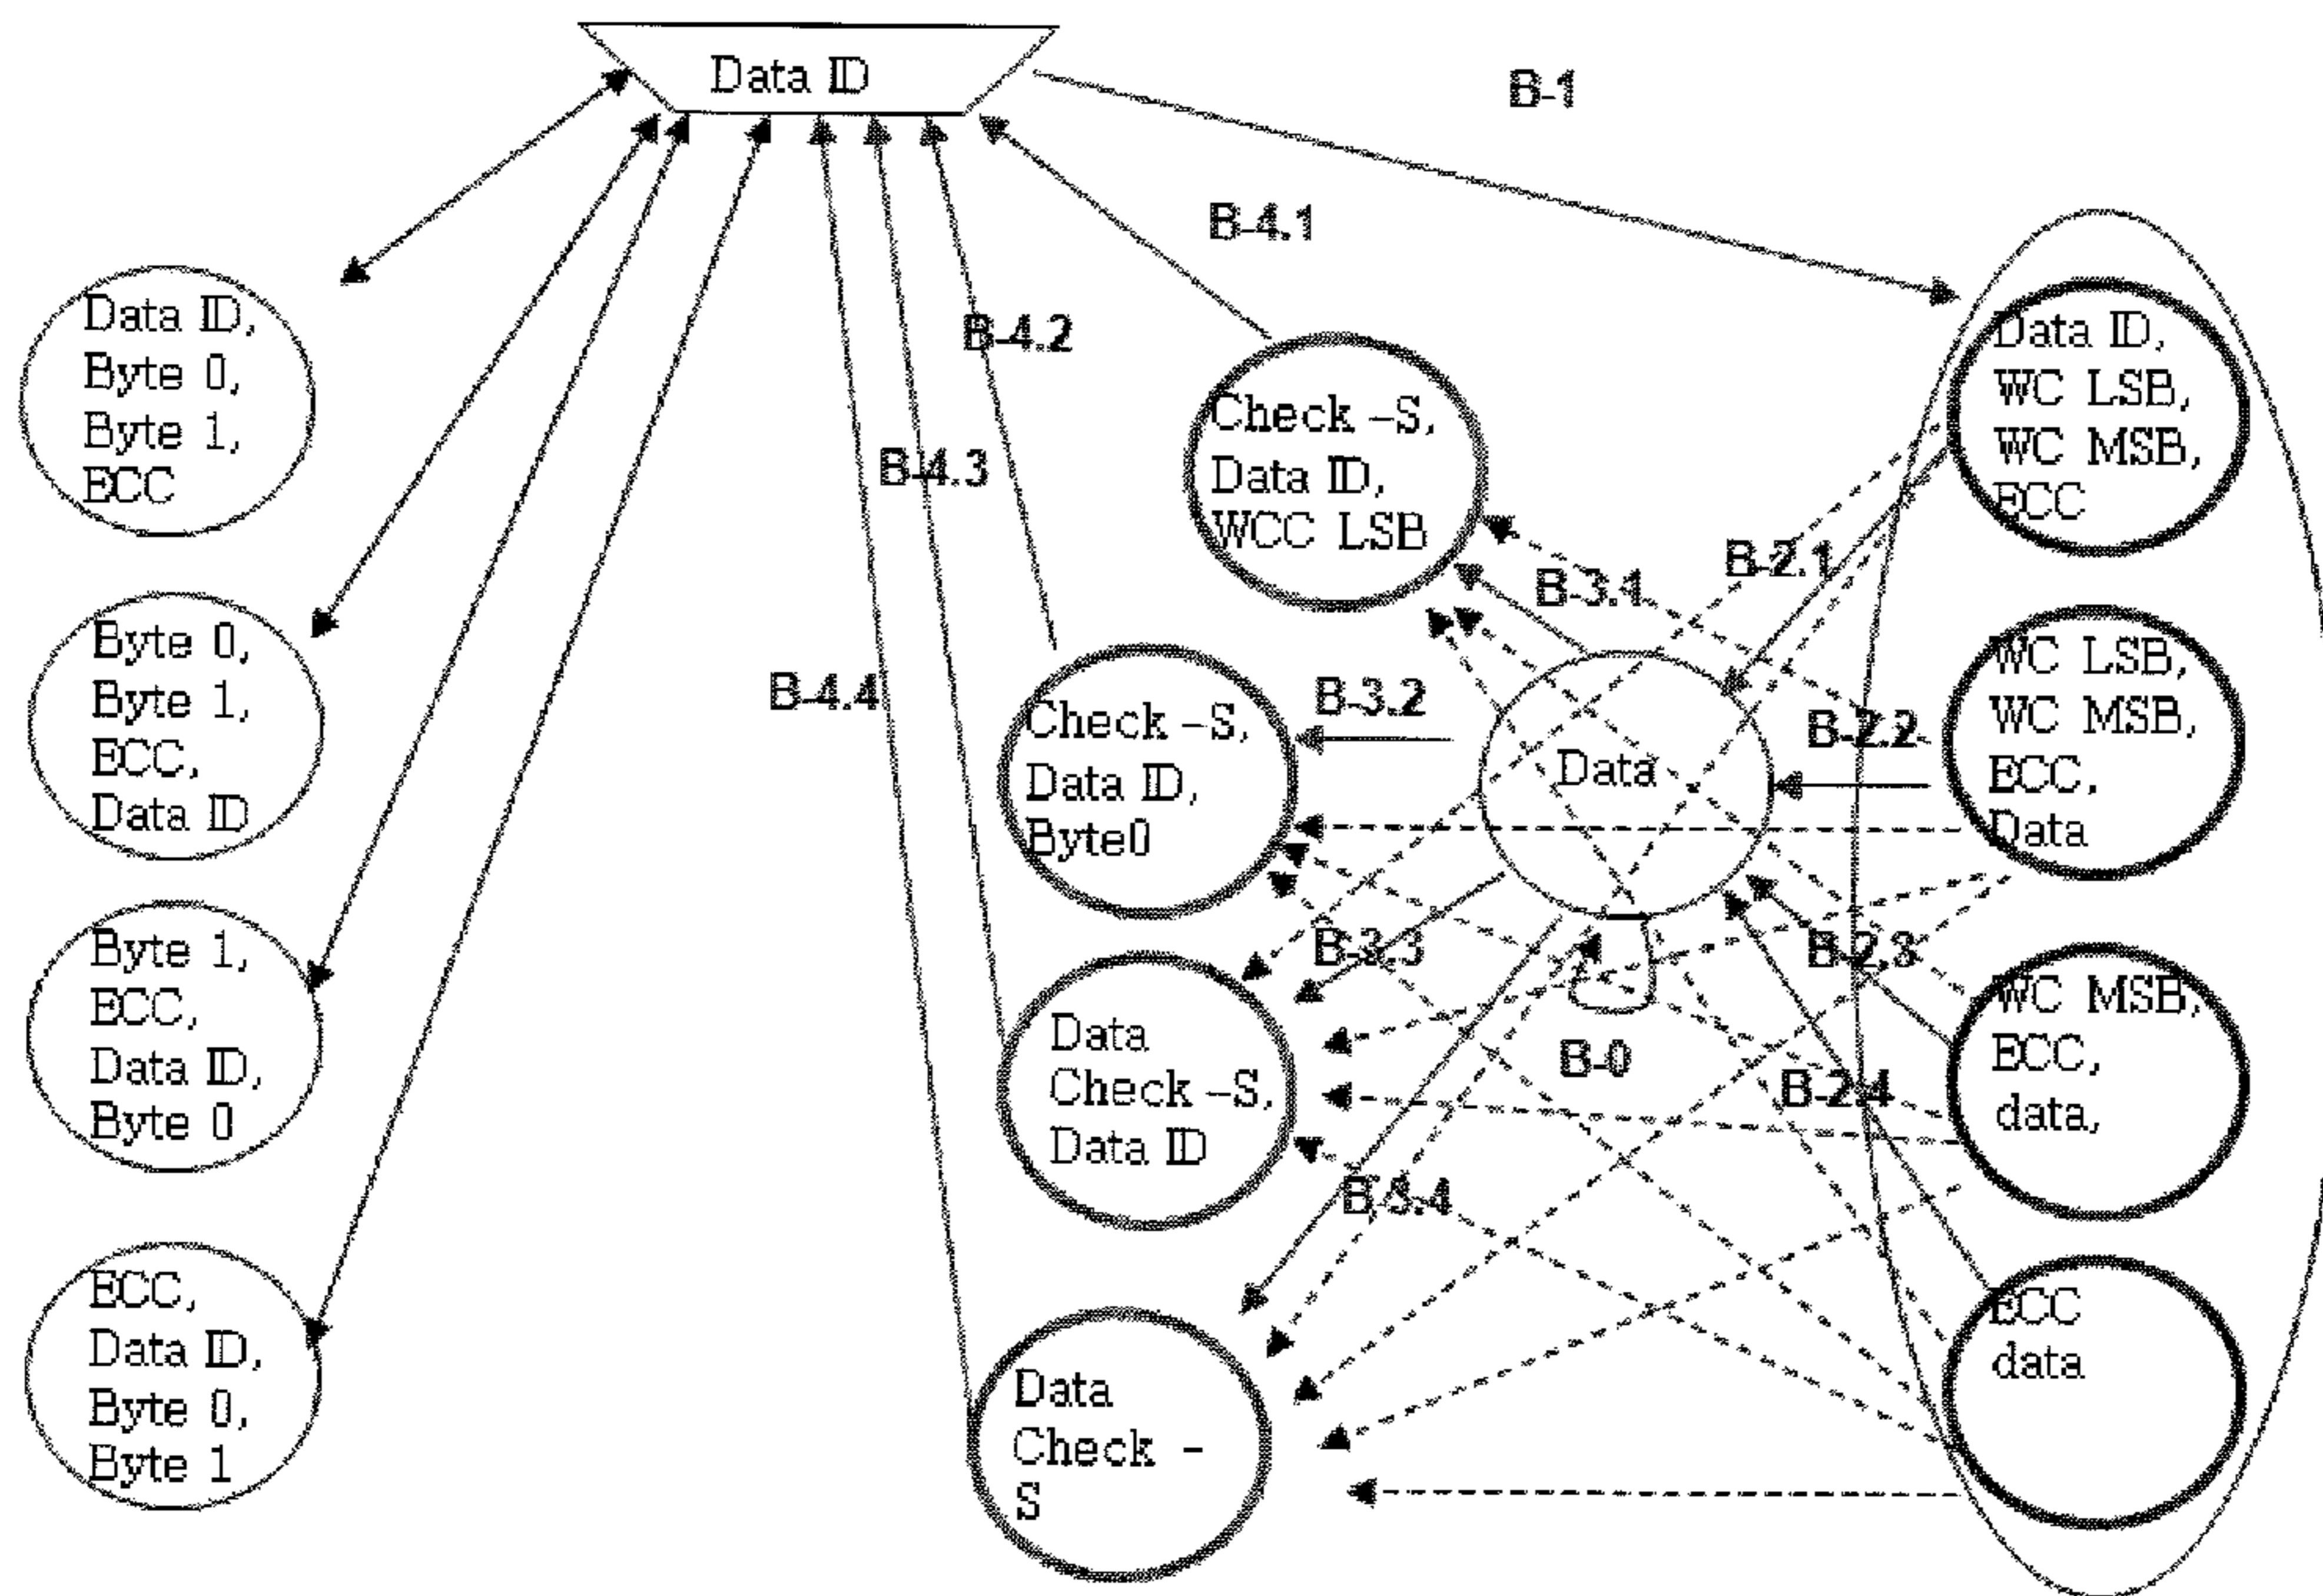 Data ID
B-1
B-4.1
B-4.2
B-4.3
B-4.4
Data ID,
Byte 0,
Byte 1,
ECC
Byte 0,
Byte 1,
ECC,
Data ID
Byte 1,
ECC,
Data ID,
Byte 0
ECC,
Data ID,
Byte 0,
Byte 1
Check –S,
Data ID,
WCC LSB
Check –S,
Data ID,
Byte0
Data
Check –S,
Data ID
Data
Check -
S
B-3.1
B-3.2
B-3.3
B-3.4
Data
B-0
B-2.1
B-2.2
B-2.3
B-2.4
Data ID,
WC LSB,
WC MSB,
ECC
WC LSB,
WC MSB,
ECC,
Data
WC MSB,
ECC,
data,
ECC
data